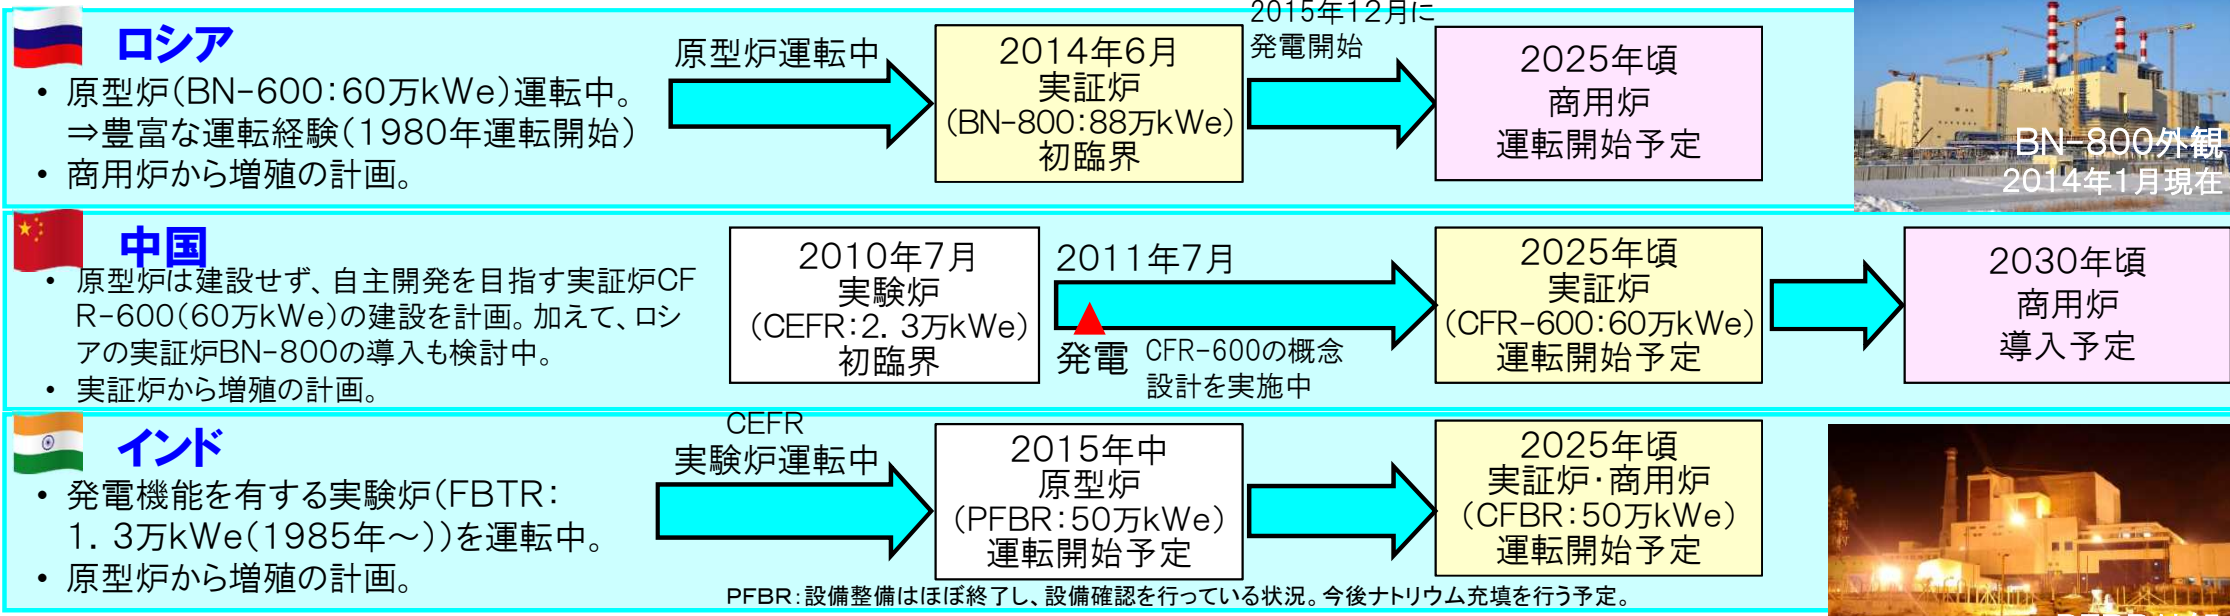 ロシア
• 原型炉(BN-600:60万kWe)運転中。
⇒豊富な運転経験(1980年運転開始)
• 商用炉から増殖の計画。
原型炉運転中
2014年6月
実証炉
(BN-800:88万kWe)
初臨界
2015年12月に
発電開始
2025年頃
商用炉
運転開始予定
BN-800外観
2014年1月現在
中国
• 原型炉は建設せず、自主開発を目指す実証炉CF
R-600(60万kWe)の建設を計画。加えて、ロシ
アの実証炉BN-800の導入も検討中。
• 実証炉から増殖の計画。
2010年7月
実験炉
(CEFR:2.3万kWe)
初臨界
2011年7月
発電
CFR-600の概念
設計を実施中
2025年頃
実証炉
(CFR-600:60万kWe)
運転開始予定
2030年頃
商用炉
導入予定
インド
• 発電機能を有する実験炉(FBTR:
1.3万kWe(1985年~))を運転中。
• 原型炉から増殖の計画。
CEFR
実験炉運転中
2015年中
原型炉
(PFBR:50万kWe)
運転開始予定
2025年頃
実証炉・商用炉
(CFBR:50万kWe)
運転開始予定
PFBR:設備整備はほぼ終了し、設備確認を行っている状況。今後ナトリウム充填を行う予定。